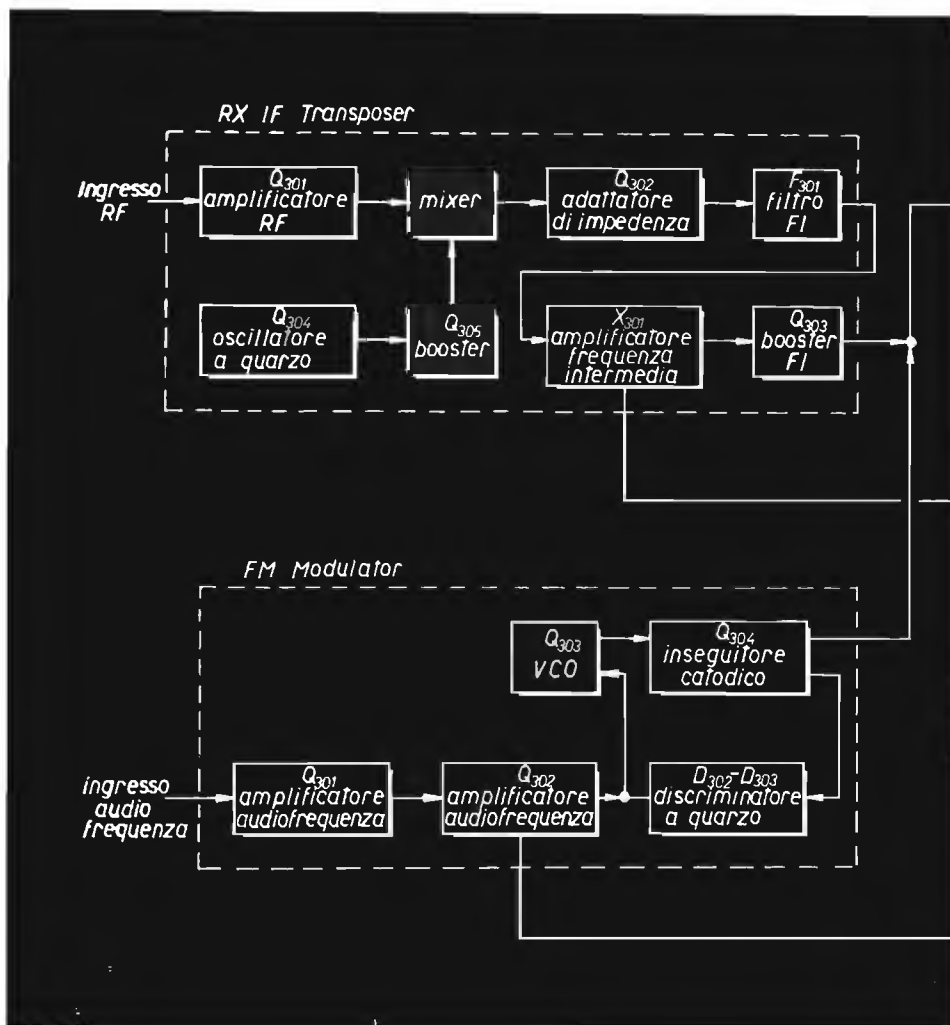 RX IF Transposer
Ingresso
RF
Q301
amplificatore
RF
mixer
Q302
adattatore
di impedenza
F301
filtro
FI
Q304
oscillatore
a quarzo
Q305
booster
X301
amplificatore
frequenza
intermedia
Q303
booster
FI
FM Modulator
Q303
VCO
Q304
inseguitore
catodico
ingresso
audio
frequenza
Q301
amplificatore
audiofrequenza
Q302
amplificatore
audiofrequenza
D302-D303
discriminatore
a quarzo